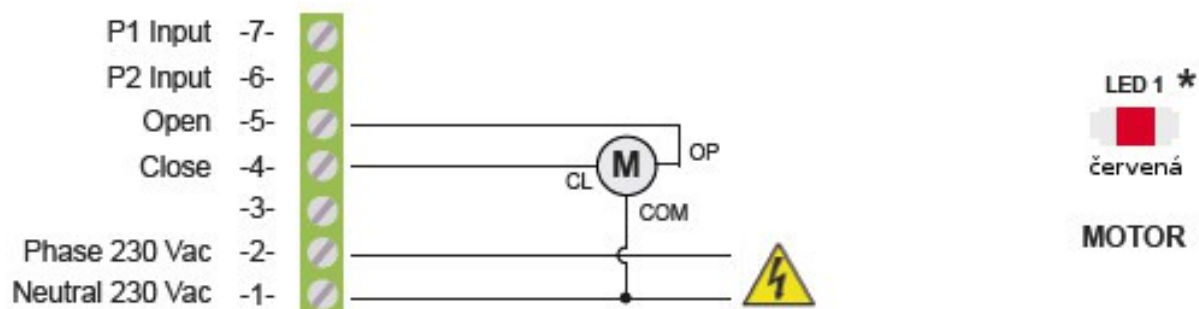 P1 Input -7-
P2 Input -6-
Open -5-
Close -4-
-3-
Phase 230 Vac -2-
Neutral 230 Vac -1-
CL
M
OP
COM
LED 1 *
červená
MOTOR